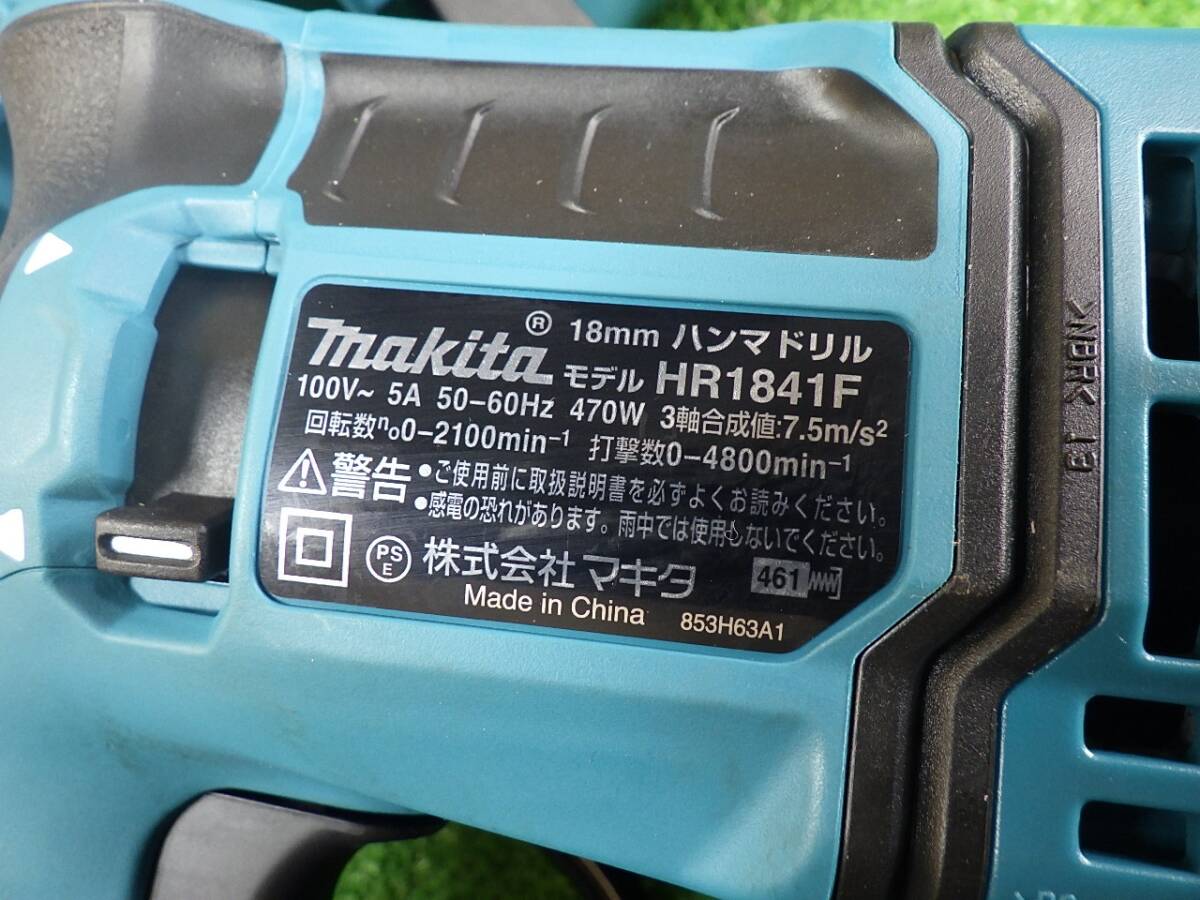 makita® 18mm ハンマドリル
モデル HR1841F
100V~ 5A 50-60Hz 470W 3軸合成値:7.5m/s²
回転数n₀0-2100min⁻¹ 打撃数0-4800min⁻¹
警告 •ご使用前に取扱説明書を必ずよくお読みください。
•感電の恐れがあります。雨中では使用しないでください。
PSE 株式会社 マキタ 461
Made in China 853H63A1
>NBRK 13